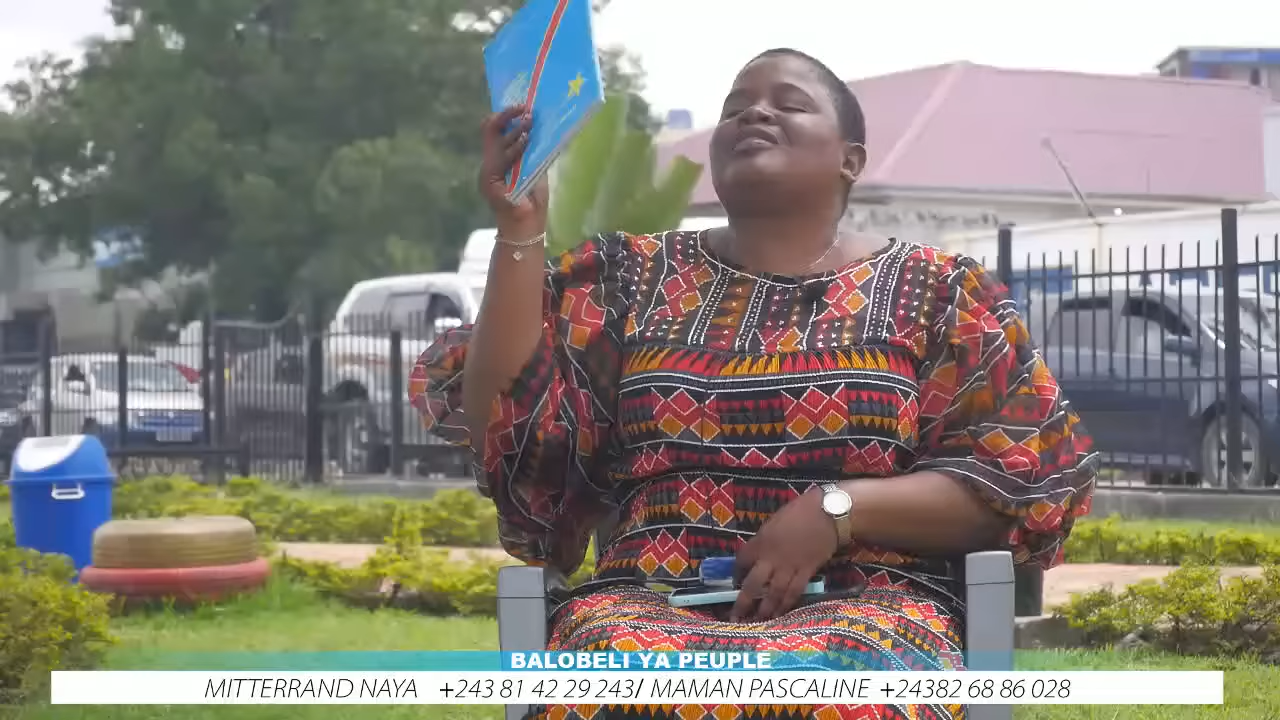 BALOBELI YA PEUPLE
MITTERRAND NAYA +243 81 42 29 243/ MAMAN PASCALINE +24382 68 86 028